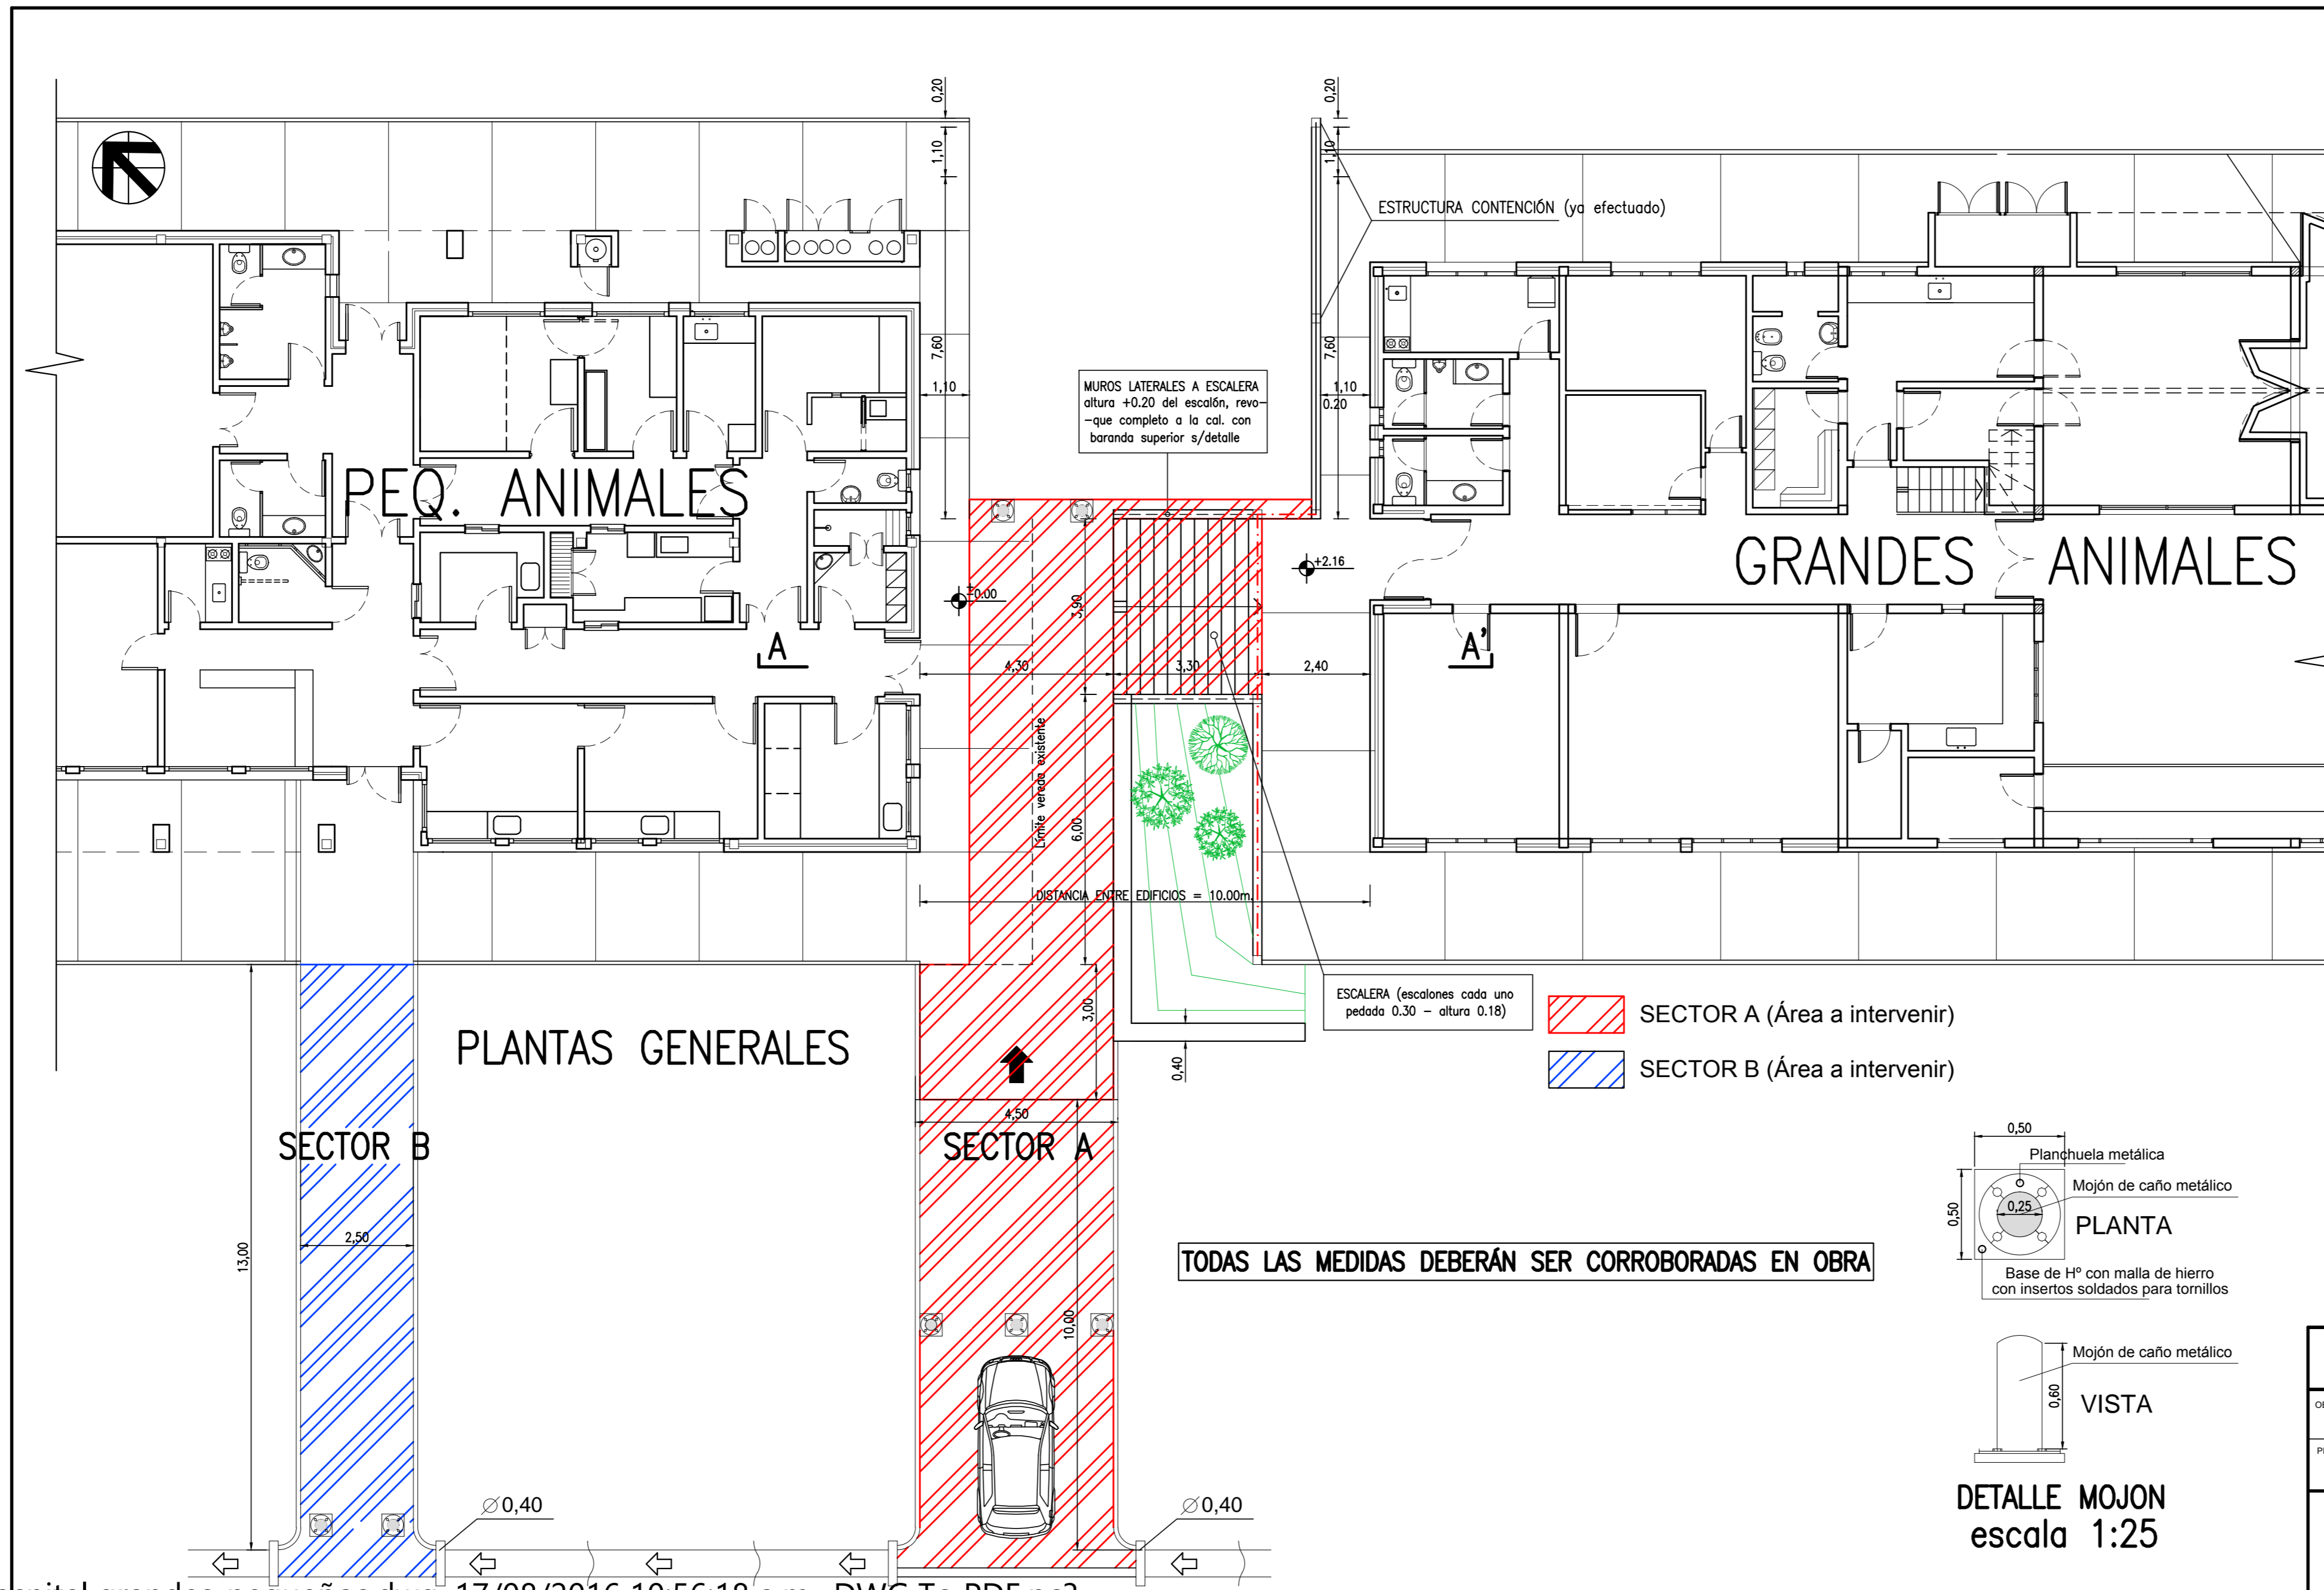 0,20
1,10
7,60
1,10
0,20
1,10
7,60
1,10
0.20
ESTRUCTURA CONTENCIÓN (ya efectuado)
MUROS LATERALES A ESCALERA
altura +0.20 del escalón, revo-
-que completo a la cal. con
baranda superior s/detalle
PEQ. ANIMALES
GRANDES ANIMALES
±0.00
+2.16
3,90
A
A'
4,30
3,30
2,40
Límite vereda existente
6,00
DISTANCIA ENTRE EDIFICIOS = 10.00m.
ESCALERA (escalones cada uno
pedada 0.30 - altura 0.18)
3,00
0,40
SECTOR A (Área a intervenir)
SECTOR B (Área a intervenir)
PLANTAS GENERALES
4,50
SECTOR B
SECTOR A
2,50
13,00
10,00
TODAS LAS MEDIDAS DEBERÁN SER CORROBORADAS EN OBRA
0,50
Planchuela metálica
Mojón de caño metálico
0,50
0,25
PLANTA
Base de Hº con malla de hierro
con insertos soldados para tornillos
Mojón de caño metálico
0,60
VISTA
DETALLE MOJON
escala 1:25
∅0,40
∅0,40